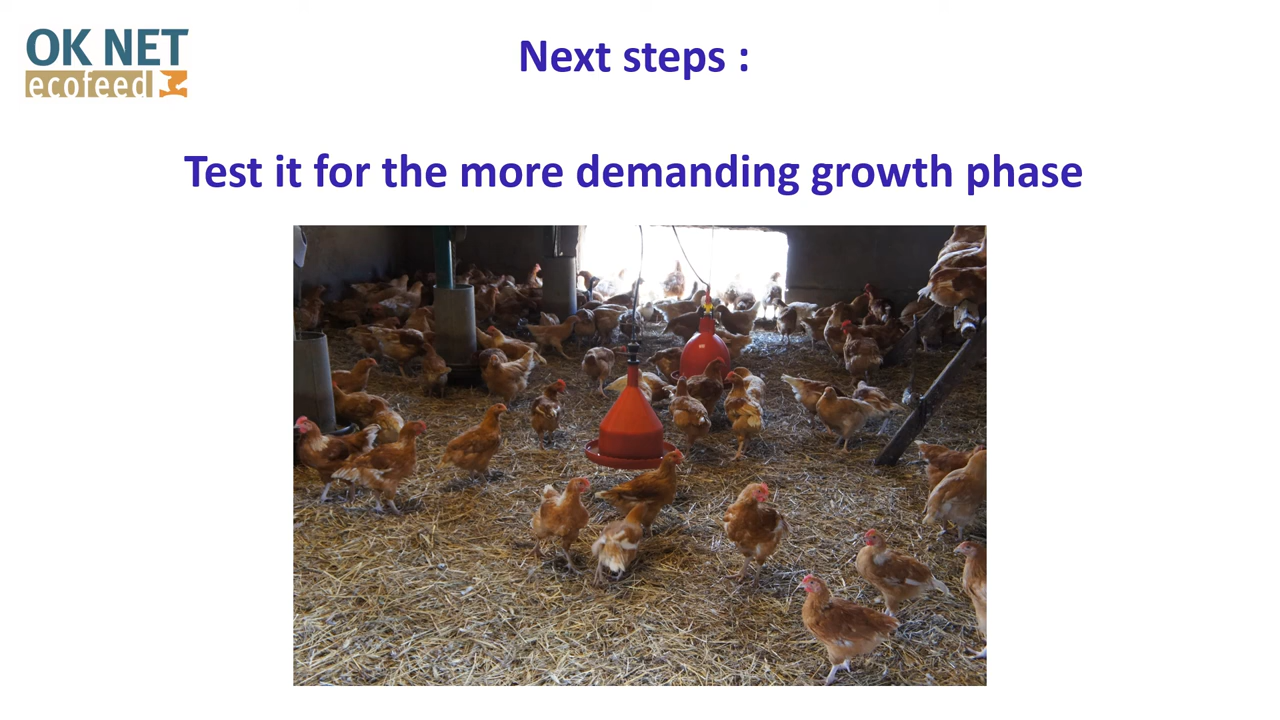 OK NET
ecofeed
Next steps :
Test it for the more demanding growth phase